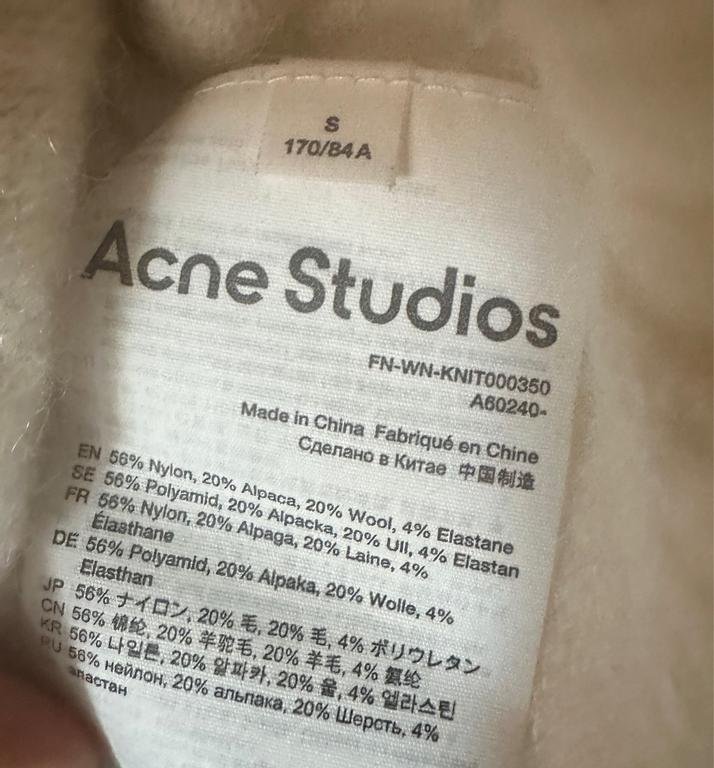 S
170/84A
Acne Studios
FN-WN-KNIT000350
A60240-
Made in China Fabriqué en Chine
Сделано в Китае 中国制造
EN 56% Nylon, 20% Alpaca, 20% Wool, 4% Elastane
SE 56% Polyamid, 20% Alpacka, 20% Ull, 4% Elastan
FR 56% Nylon, 20% Alpaga, 20% Laine, 4%
Élasthane
DE 56% Polyamid, 20% Alpaka, 20% Wolle, 4%
Elasthan
JP 56% ナイロン, 20% 毛, 20% 毛, 4% ポリウレタン
CN 56% 锦纶, 20% 羊驼毛, 20% 羊毛, 4% 氨纶
KR 56% 나일론, 20% 알파카, 20% 울, 4% 엘라스틴
RU 56% нейлон, 20% альпака, 20% Шерсть, 4%
эластан